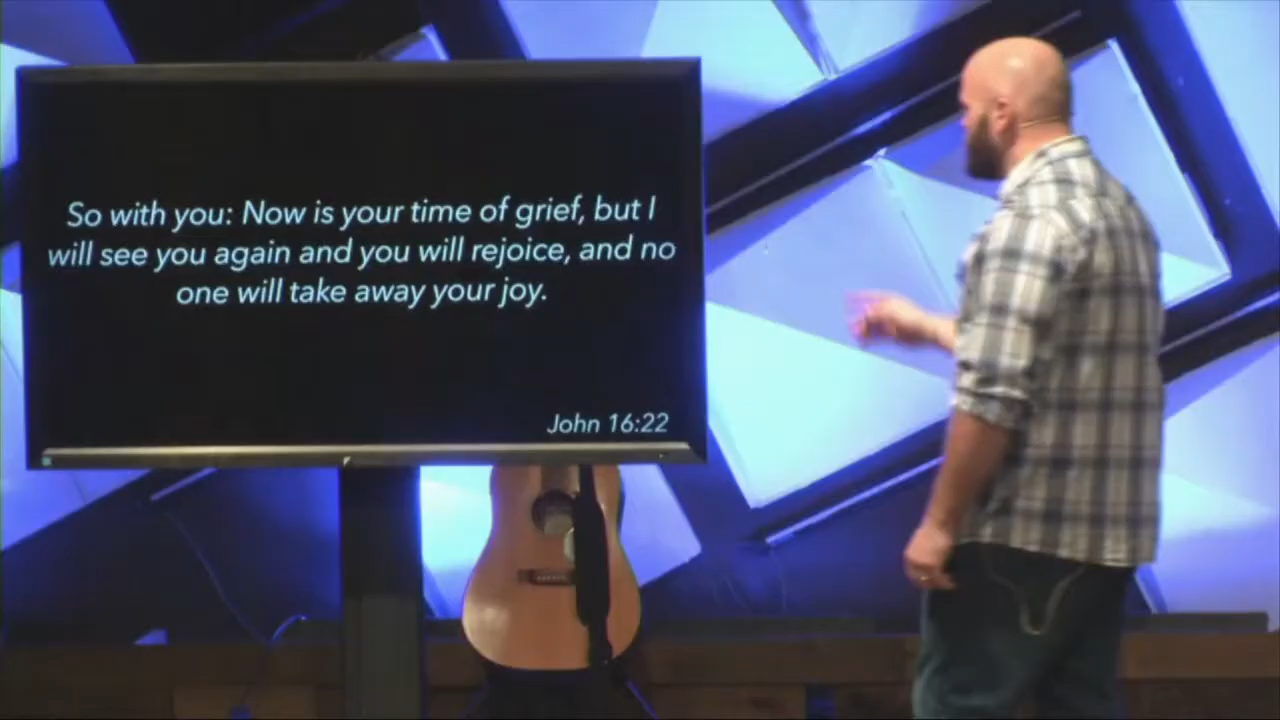 So with you: Now is your time of grief, but I
will see you again and you will rejoice, and no
one will take away your joy.
John 16:22